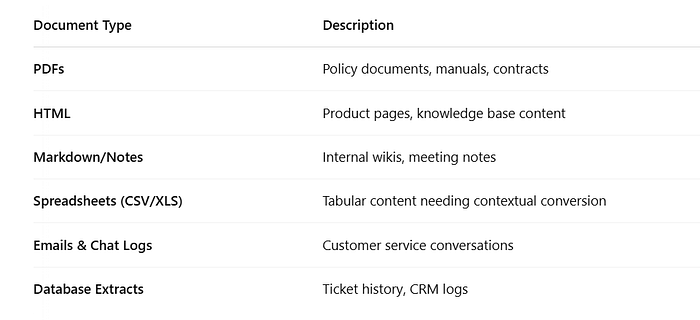 Document Type Description
PDFs Policy documents, manuals, contracts
HTML Product pages, knowledge base content
Markdown/Notes Internal wikis, meeting notes
Spreadsheets (CSV/XLS) Tabular content needing contextual conversion
Emails & Chat Logs Customer service conversations
Database Extracts Ticket history, CRM logs